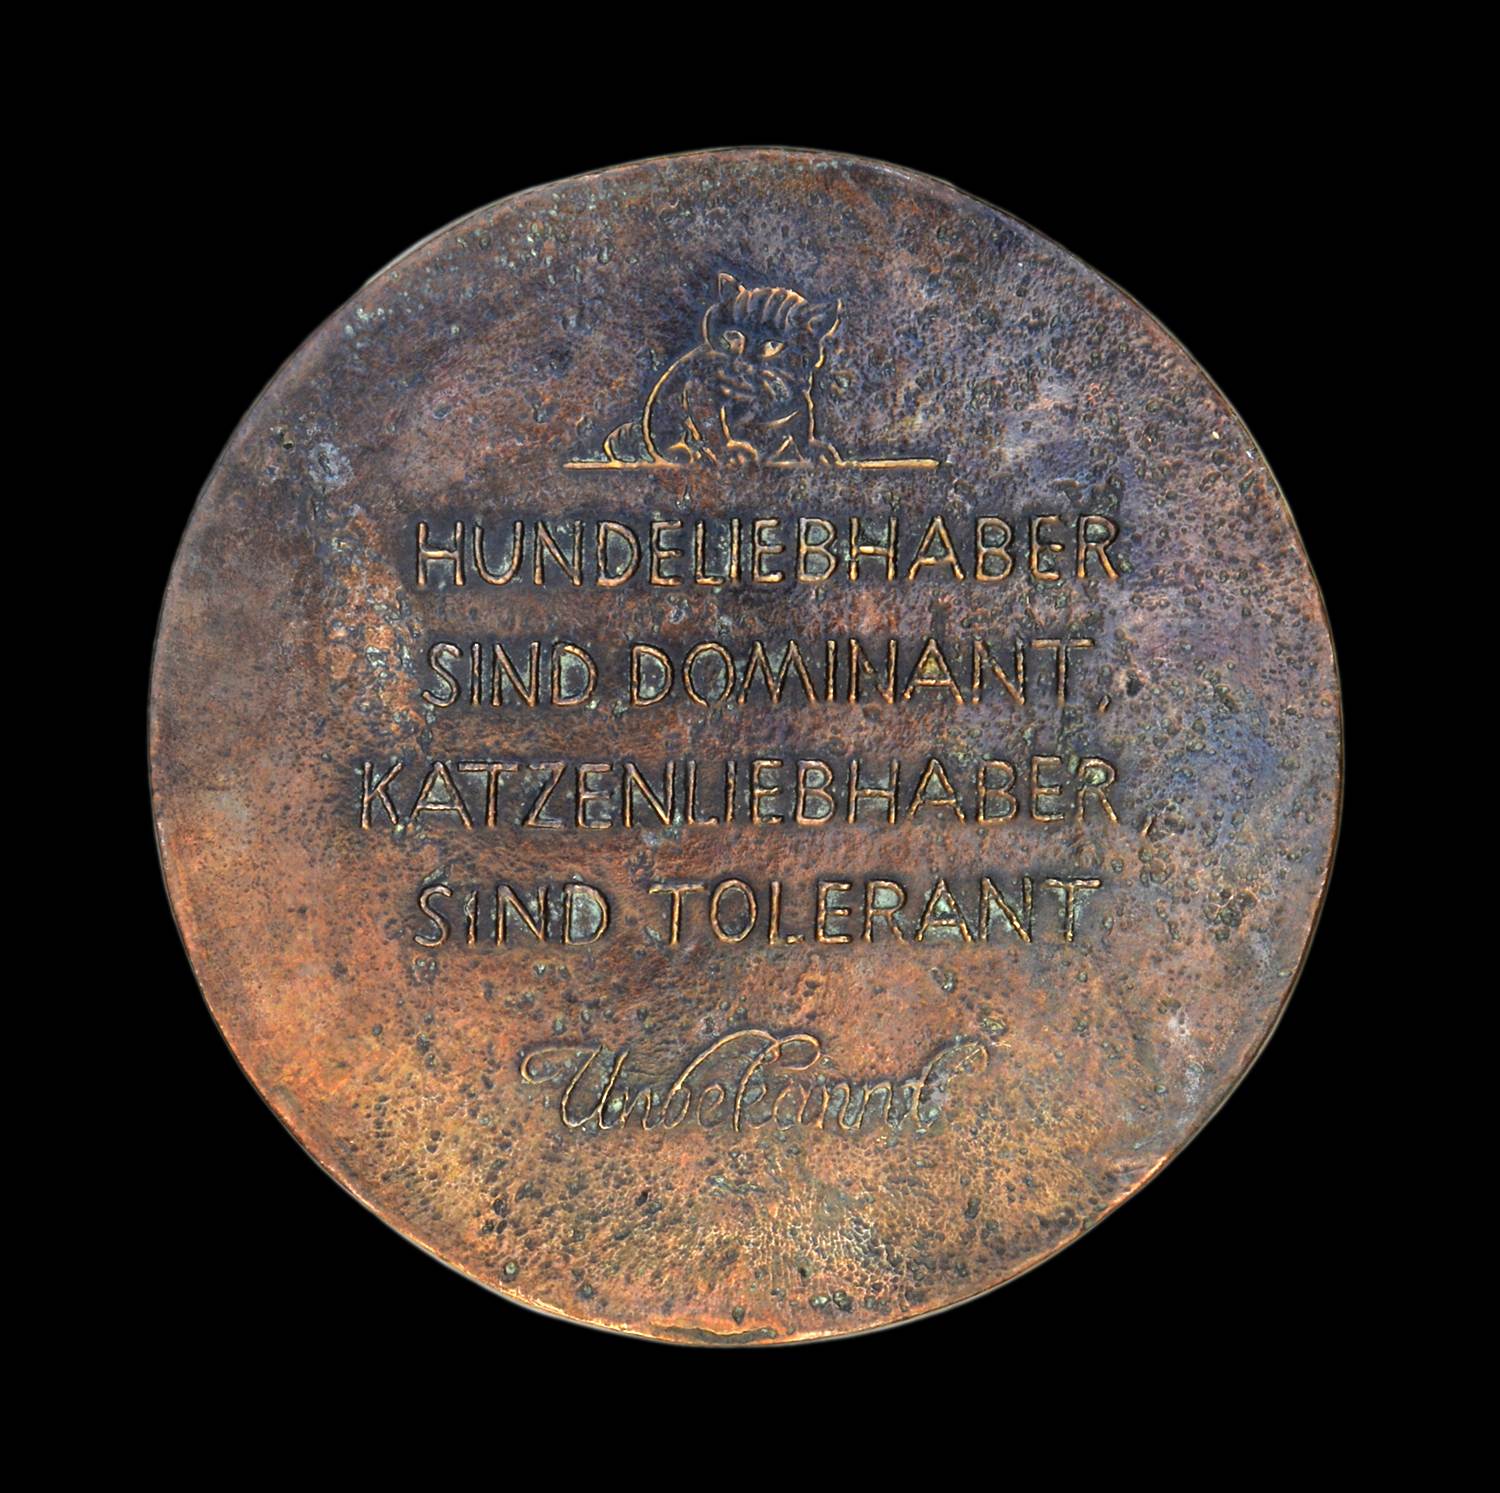 HUNDELIEBHABER
SIND DOMINANT,
KATZENLIEBHABER
SIND TOLERANT
Unbekannt